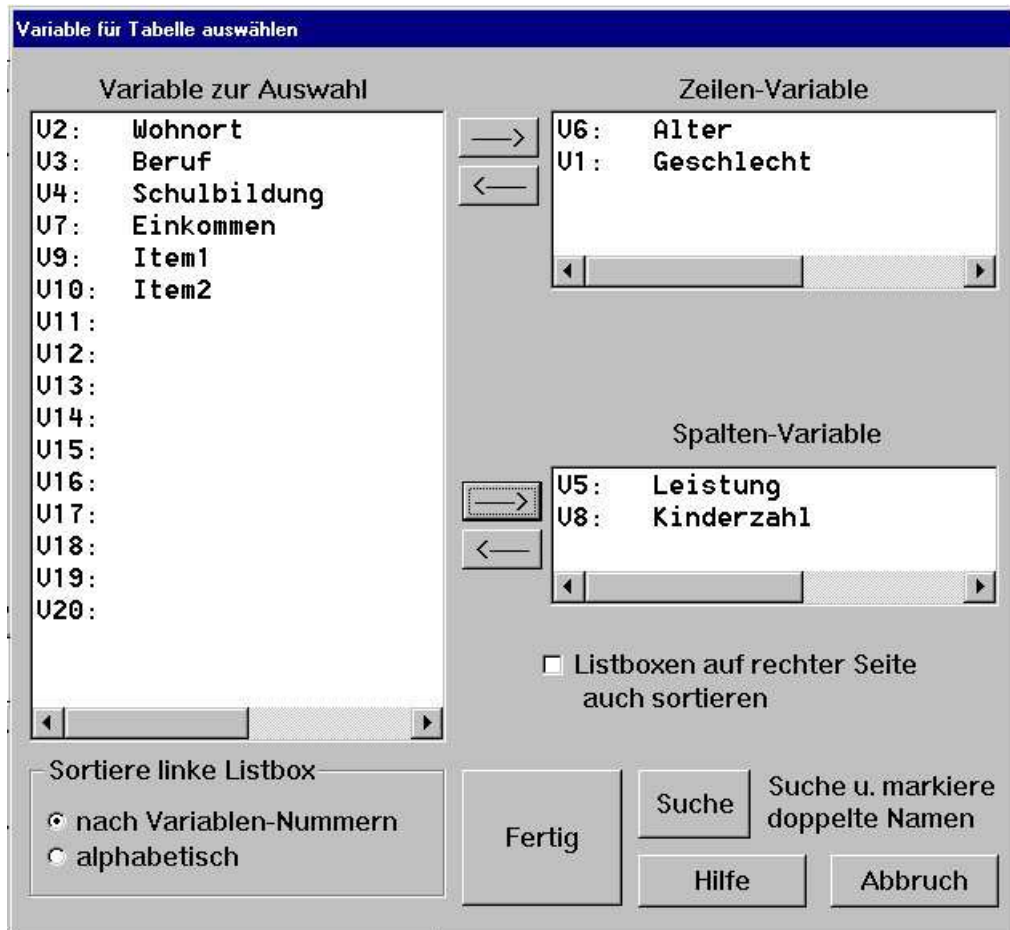 Variable für Tabelle auswählen
Variable zur Auswahl
V2: Wohnort
V3: Beruf
V4: Schulbildung
V7: Einkommen
V9: Item1
V10: Item2
V11:
V12:
V13:
V14:
V15:
V16:
V17:
V18:
V19:
V20:
Sortiere linke Listbox
nach Variablen-Nummern
alphabetisch
Zeilen-Variable
--->
<---
V6: Alter
V1: Geschlecht
Spalten-Variable
--->
<---
V5: Leistung
V8: Kinderzahl
Listboxen auf rechter Seite
auch sortieren
Fertig
Suche
Suche u. markiere
doppelte Namen
Hilfe
Abbruch